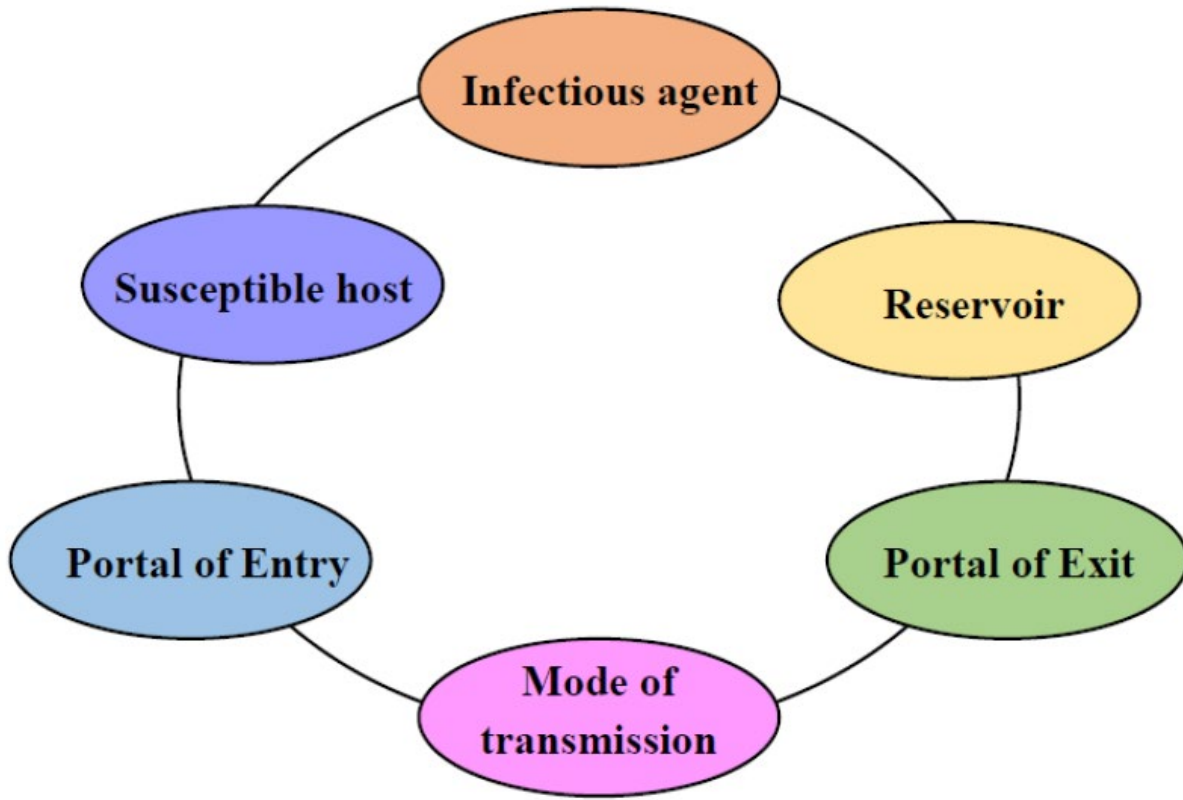 Infectious agent
Susceptible host
Reservoir
Portal of Entry
Portal of Exit
Mode of
transmission